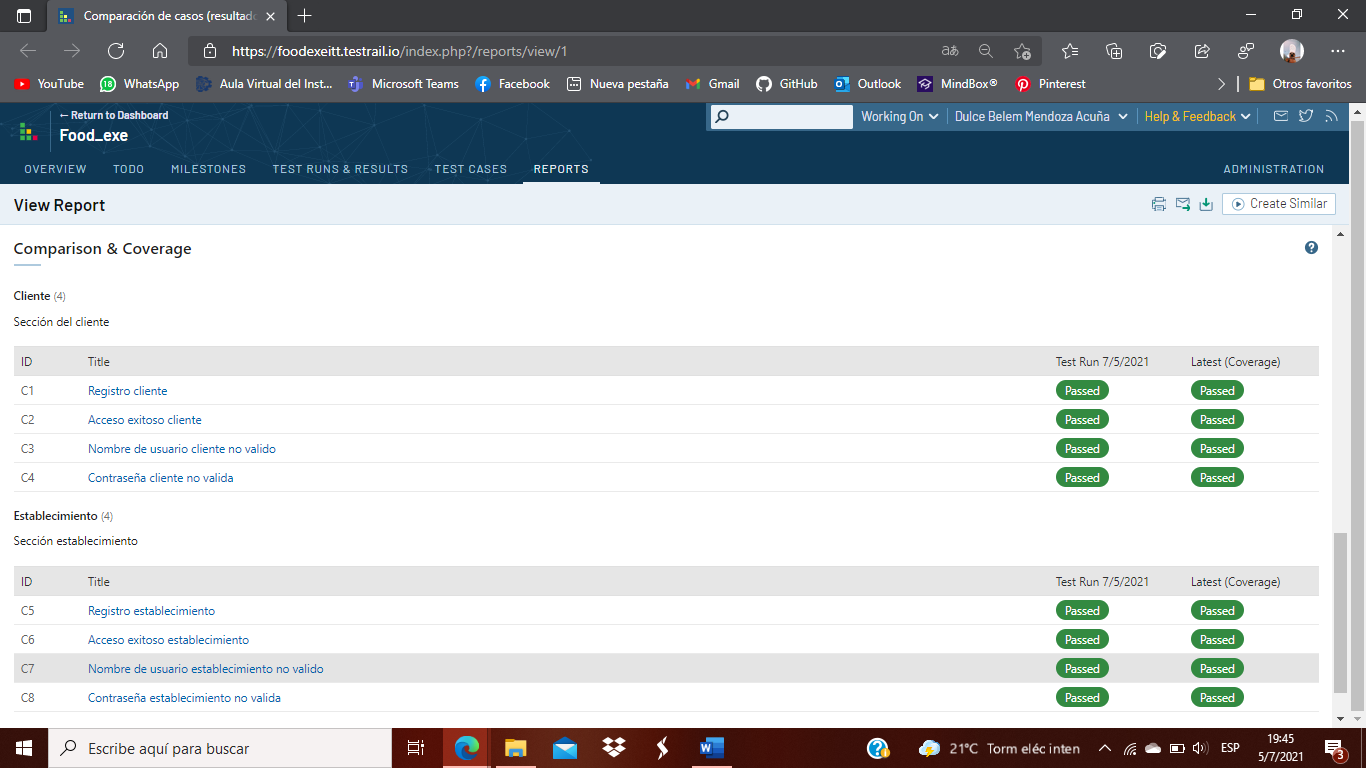 Comparación de casos (resultado
https://foodexeitt.testrail.io/index.php?/reports/view/1
YouTube WhatsApp Aula Virtual del Inst... Microsoft Teams Facebook Nueva pestaña Gmail GitHub Outlook MindBox® Pinterest Otros favoritos
← Return to Dashboard
Food_exe
Working On Dulce Belem Mendoza Acuña Help & Feedback
OVERVIEW TODO MILESTONES TEST RUNS & RESULTS TEST CASES REPORTS ADMINISTRATION
View Report Create Similar
Comparison & Coverage
Cliente (4)
Sección del cliente
ID Title Test Run 7/5/2021 Latest (Coverage)
C1 Registro cliente Passed Passed
C2 Acceso exitoso cliente Passed Passed
C3 Nombre de usuario cliente no valido Passed Passed
C4 Contraseña cliente no valida Passed Passed
Establecimiento (4)
Sección establecimiento
ID Title Test Run 7/5/2021 Latest (Coverage)
C5 Registro establecimiento Passed Passed
C6 Acceso exitoso establecimiento Passed Passed
C7 Nombre de usuario establecimiento no valido Passed Passed
C8 Contraseña establecimiento no valida Passed Passed
Escribe aquí para buscar 21°C Torm eléc inten ESP 19:45
5/7/2021 3